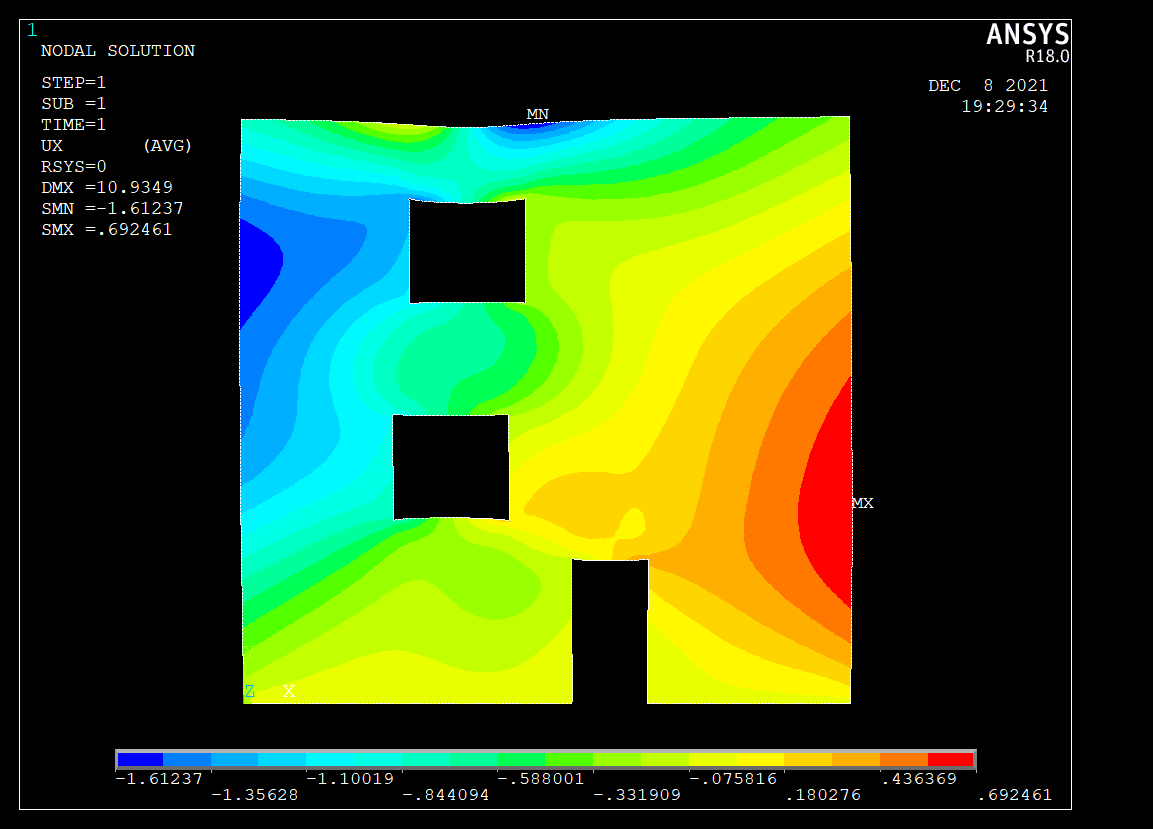 1
ANSYS
R18.0
NODAL SOLUTION
STEP=1
SUB =1
TIME=1
UX (AVG)
RSYS=0
DMX =10.9349
SMN =-1.61237
SMX =.692461
DEC 8 2021
19:29:34
MN
MX
Z X
-1.61237 -1.10019 -.588001 -.075816 .436369
-1.35628 -.844094 -.331909 .180276 .692461